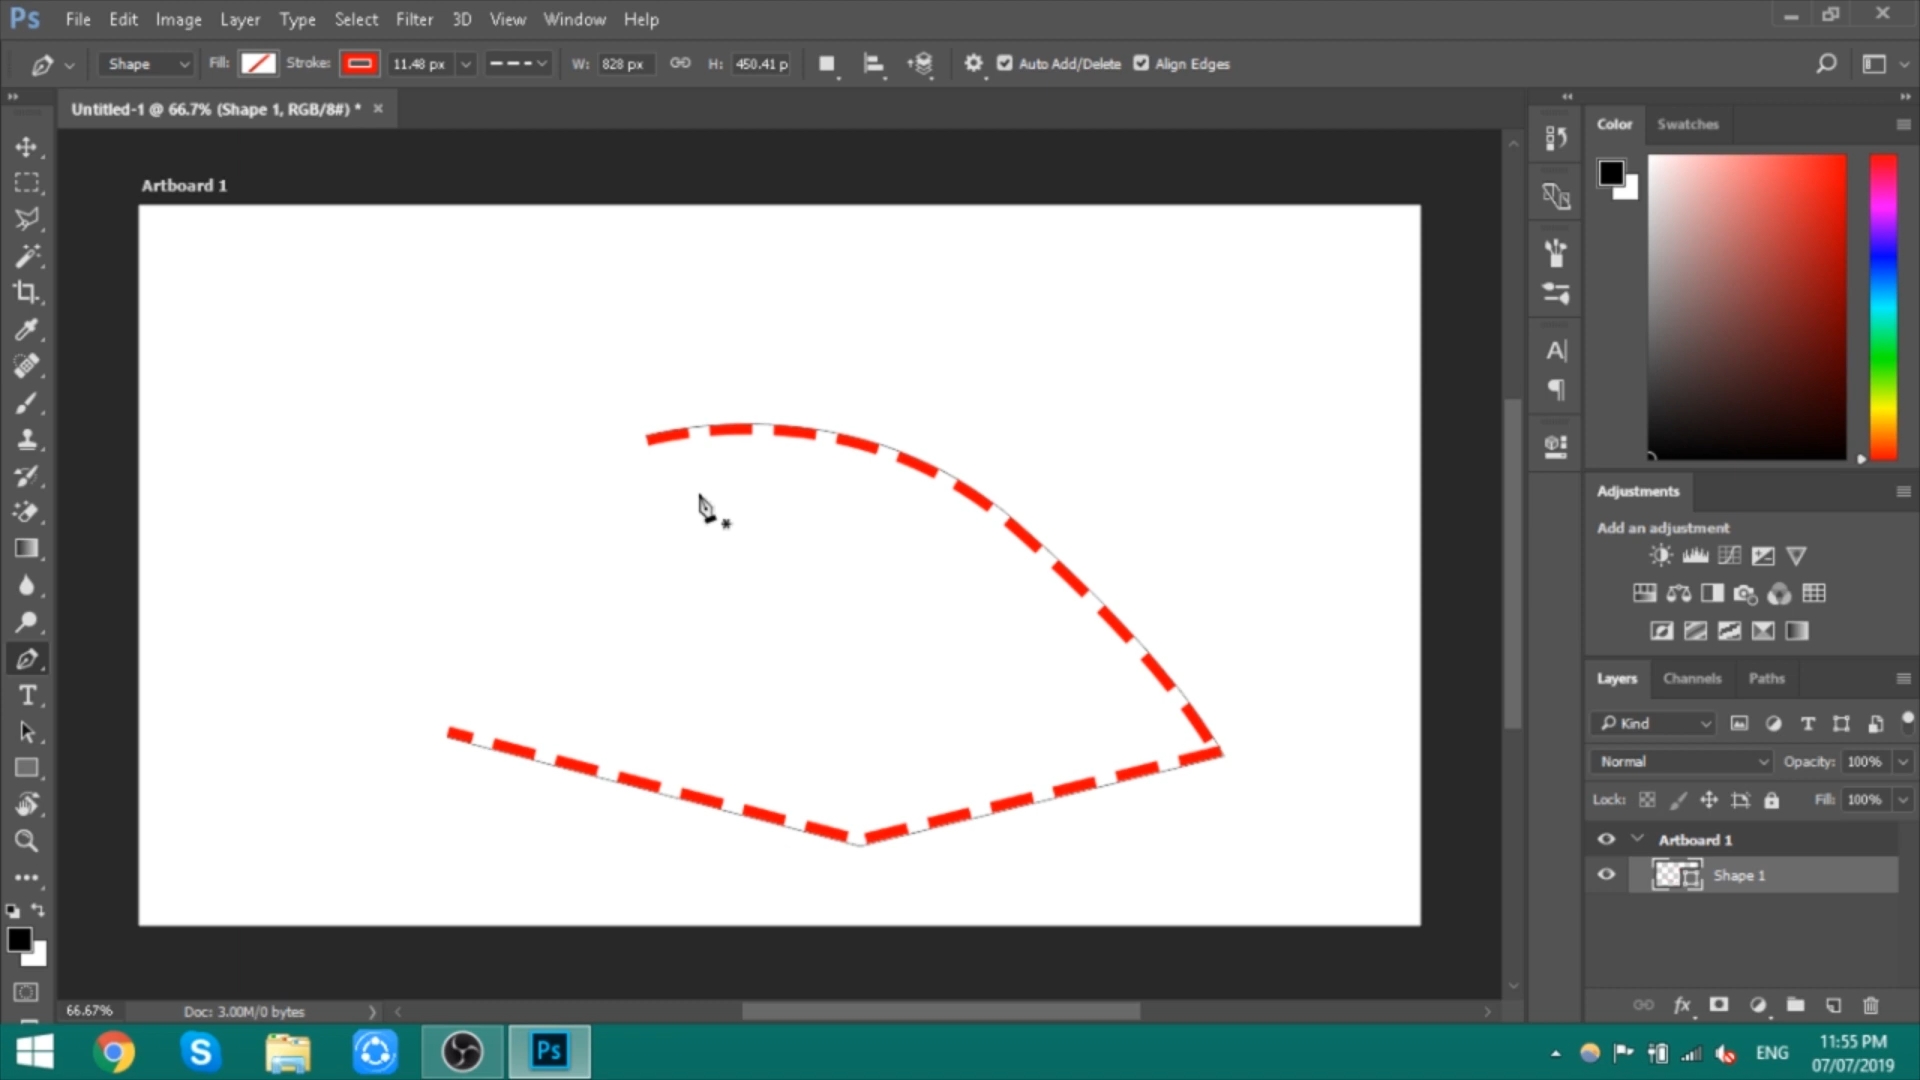 Ps File Edit Image Layer Type Select Filter 3D View Window Help
Shape Fill: Stroke: 11.48 px W: 828 px H: 450.41 p Auto Add/Delete Align Edges
Untitled-1 @ 66.7% (Shape 1, RGB/8#) *
Color Swatches
Artboard 1
Adjustments
Add an adjustment
Layers Channels Paths
Kind
Normal Opacity: 100%
Lock: Fill: 100%
Artboard 1
Shape 1
66.67% Doc: 3.00M/0 bytes
fx
S Ps ENG 11:55 PM
07/07/2019